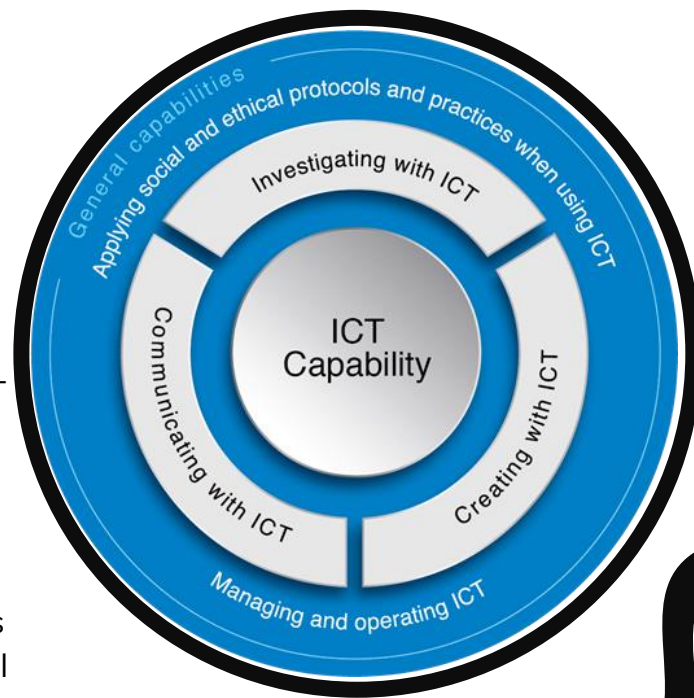 General capabilities
Applying social and ethical protocols and practices when using ICT
Investigating with ICT
ICT
Capability
Communicating with ICT
Creating with ICT
Managing and operating ICT